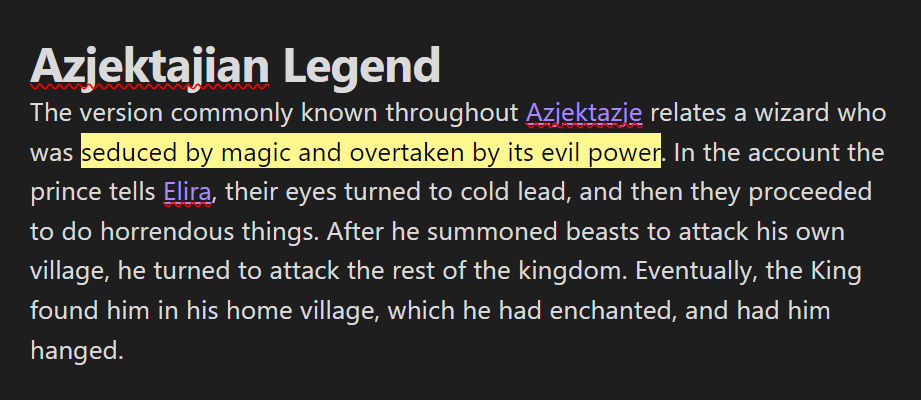 Azjektajian Legend
The version commonly known throughout Azjektazje relates a wizard who
was seduced by magic and overtaken by its evil power. In the account the
prince tells Elira, their eyes turned to cold lead, and then they proceeded
to do horrendous things. After he summoned beasts to attack his own
village, he turned to attack the rest of the kingdom. Eventually, the King
found him in his home village, which he had enchanted, and had him
hanged.